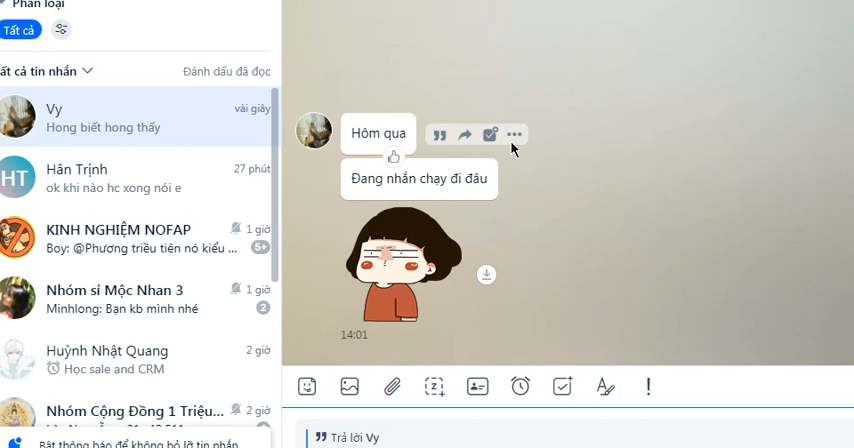 Phân loại
Tất cả
ất cả tin nhắn
Đánh dấu đã đọc
Vy
vài giây
Hong biết hong thấy
HT
Hân Trịnh
27 phút
ok khi nào hc xong nói e
KINH NGHIỆM NOFAP
1 giờ
Boy: @Phương triều tiên nó kiểu ...
5+
Nhóm sỉ Mộc Nhan 3
1 giờ
Minhlong: Bạn kb mình nhé
2
Huỳnh Nhật Quang
2 giờ
Học sale and CRM
Nhóm Cộng Đồng 1 Triệu...
2 giờ
Bật thông báo để không bỏ lỡ tin nhắn
Hôm qua
Đang nhắn chạy đi đâu
14:01
Trả lời Vy